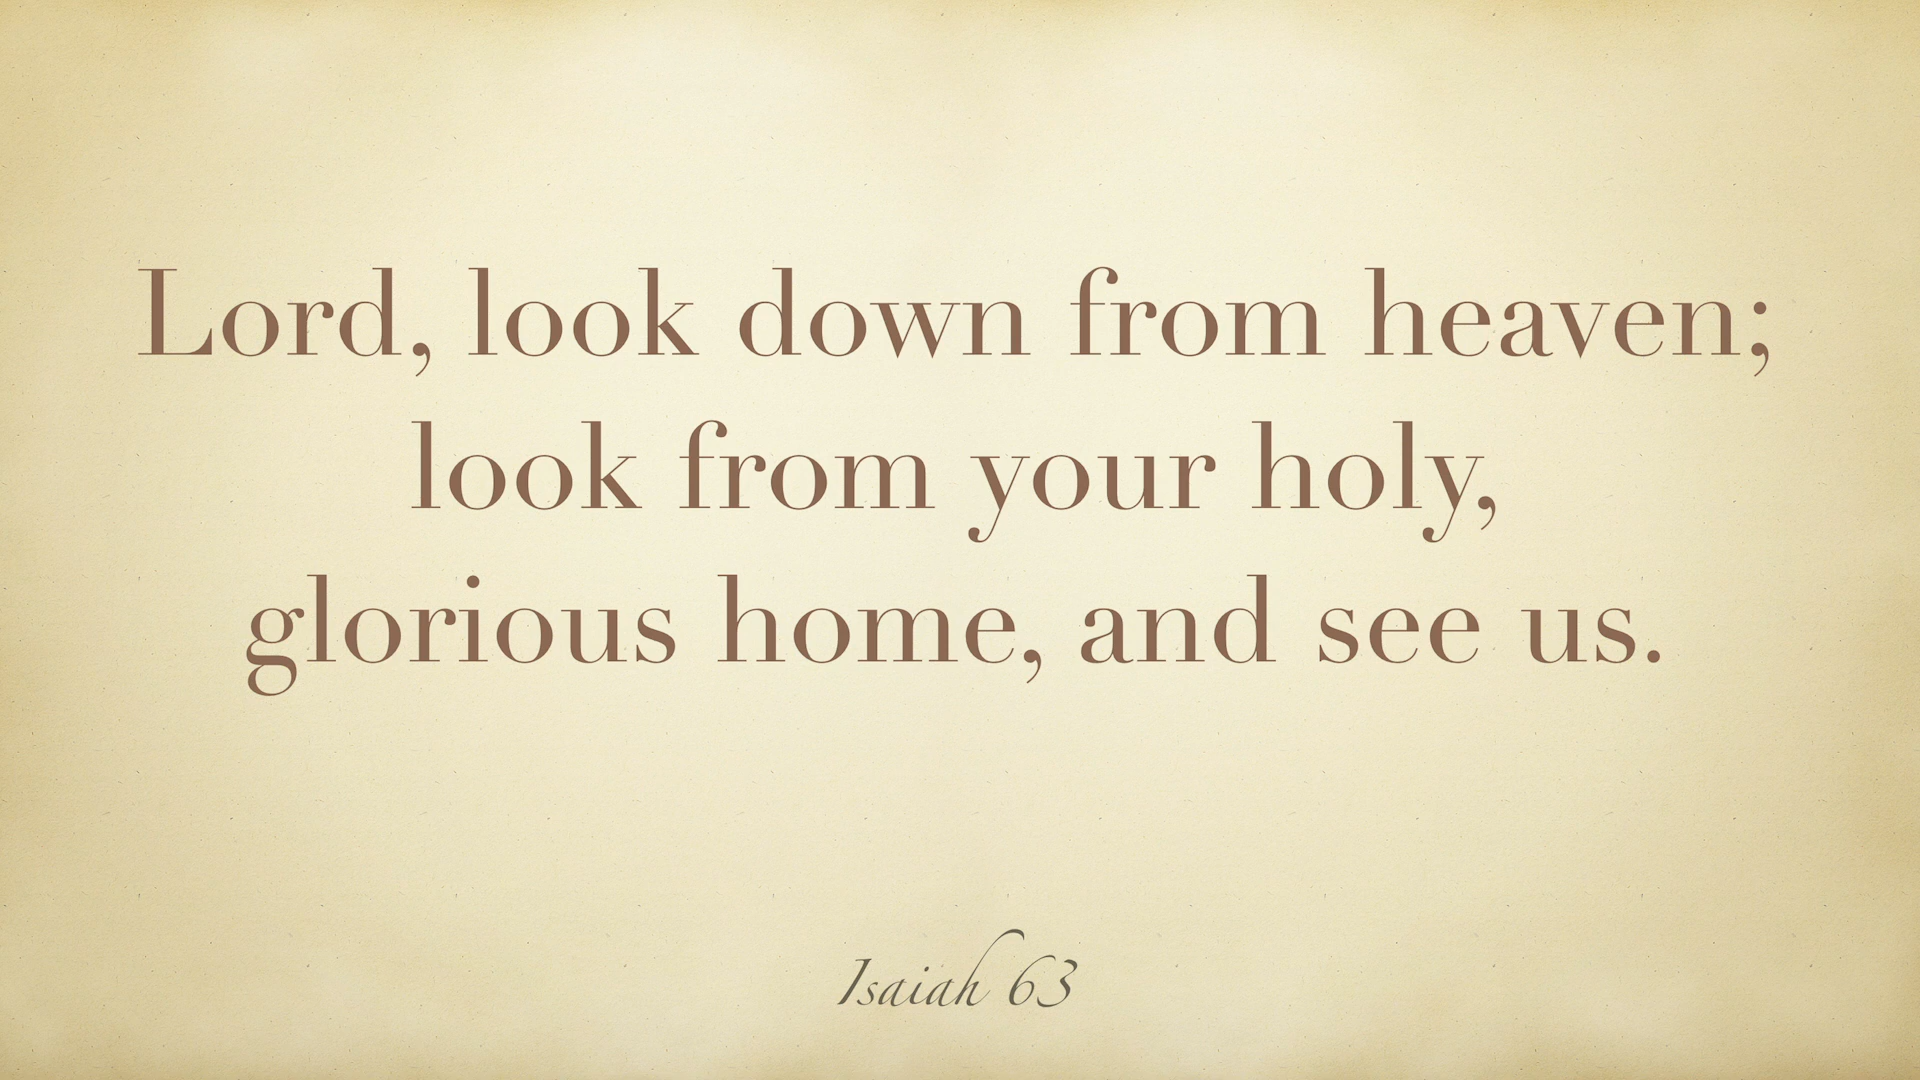 Lord, look down from heaven;
look from your holy,
glorious home, and see us.
Isaiah 63